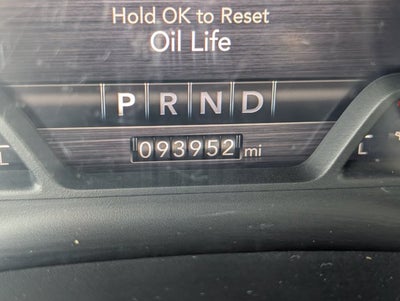 Hold OK to Reset
Oil Life
P R N D
093952 mi